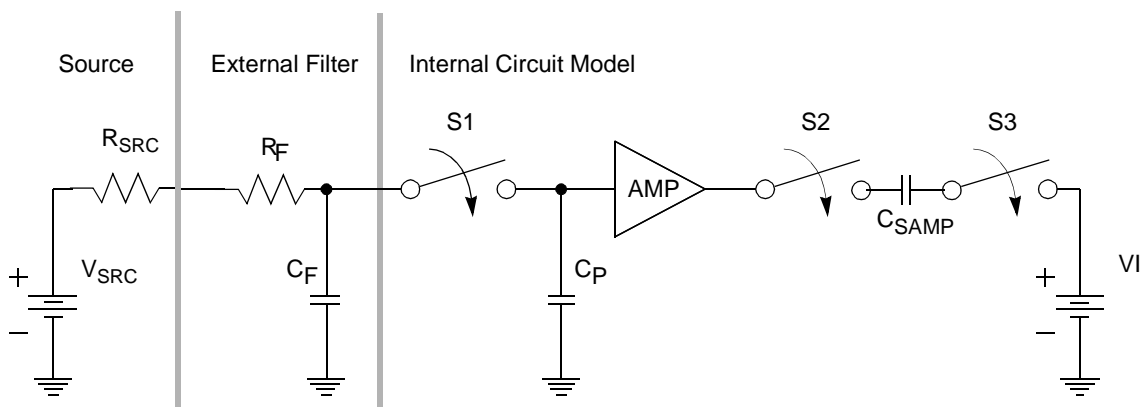 Source
External Filter
Internal Circuit Model
RSRC
RF
S1
S2
S3
AMP
CSAMP
+
VSRC
−
CF
CP
+
VI
−